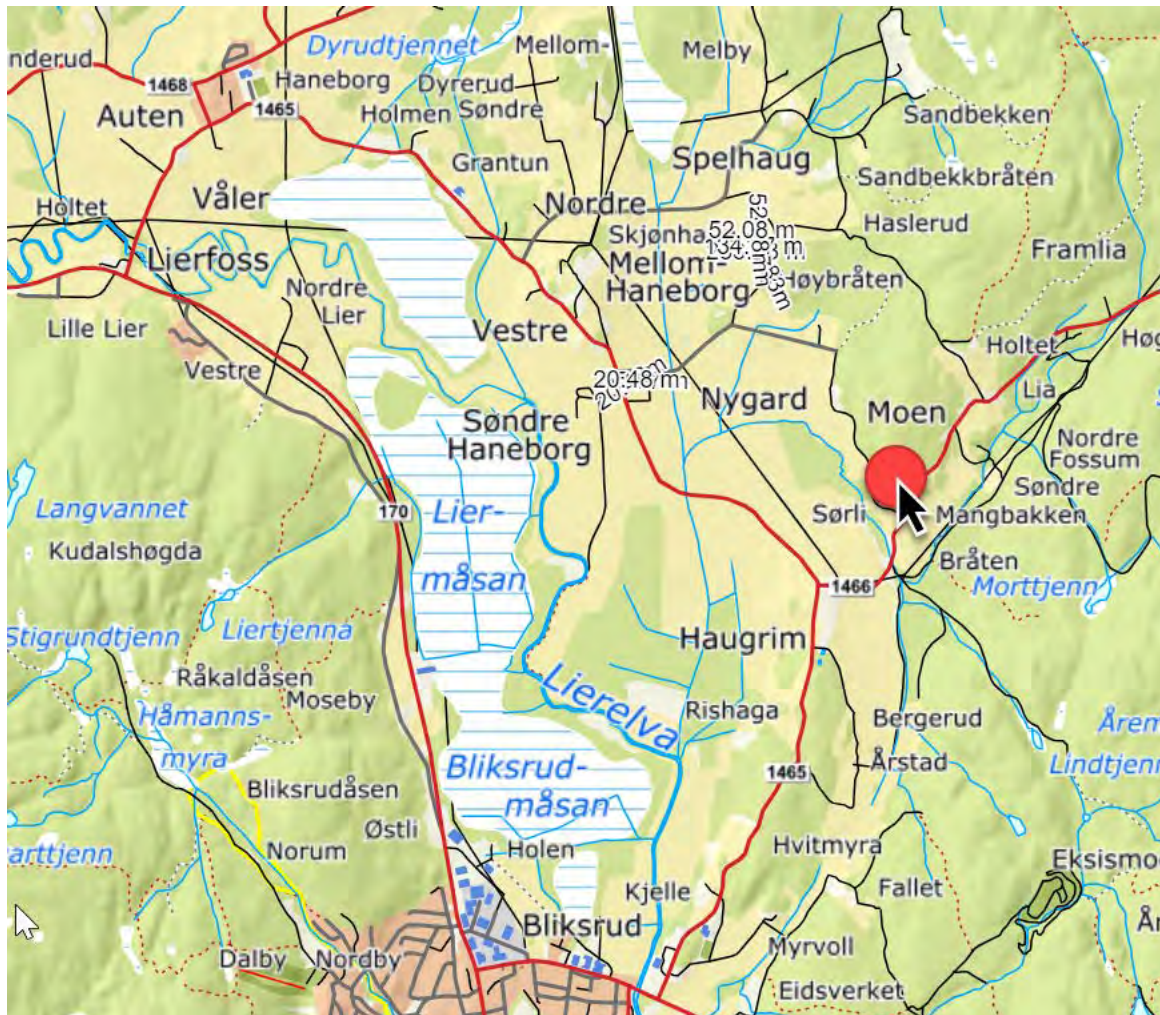 Dyrudtjennet
Mellom-
Melby
nderud
1468
Haneborg
Dyrerud
Auten
1465
Holmen
Søndre
Sandbekken
Grantun
Spelhaug
Sandbekkbråten
Våler
Nordre
Holtet
Haslerud
52.08 m
Skjønha
Framlia
Lierfoss
Mellom-
Haneborg
Høybråten
Nordre
Lier
Lille Lier
Vestre
Holtet
Høg
Vestre
20.48 m
Nygard
Lia
Moen
Søndre
Haneborg
Nordre
Fossum
Søndre
Langvannet
170
Lier-
måsan
Sørli
Mangbakken
Kudalshøgda
Bråten
1466
Morttjenn
Stigrundtjenn
Liertjenna
Haugrim
Råkaldåsen
Moseby
Lierelva
Rishaga
Håmanns-
myra
Bergerud
Årem
Bliksrud-
måsan
1465
Årstad
Lindtjenn
Bliksrudåsen
Østli
Holen
Hvitmyra
arttjenn
Norum
Eksismo
Kjelle
Fallet
Bliksrud
År
Dalby
Nordby
Myrvoll
Eidsverket